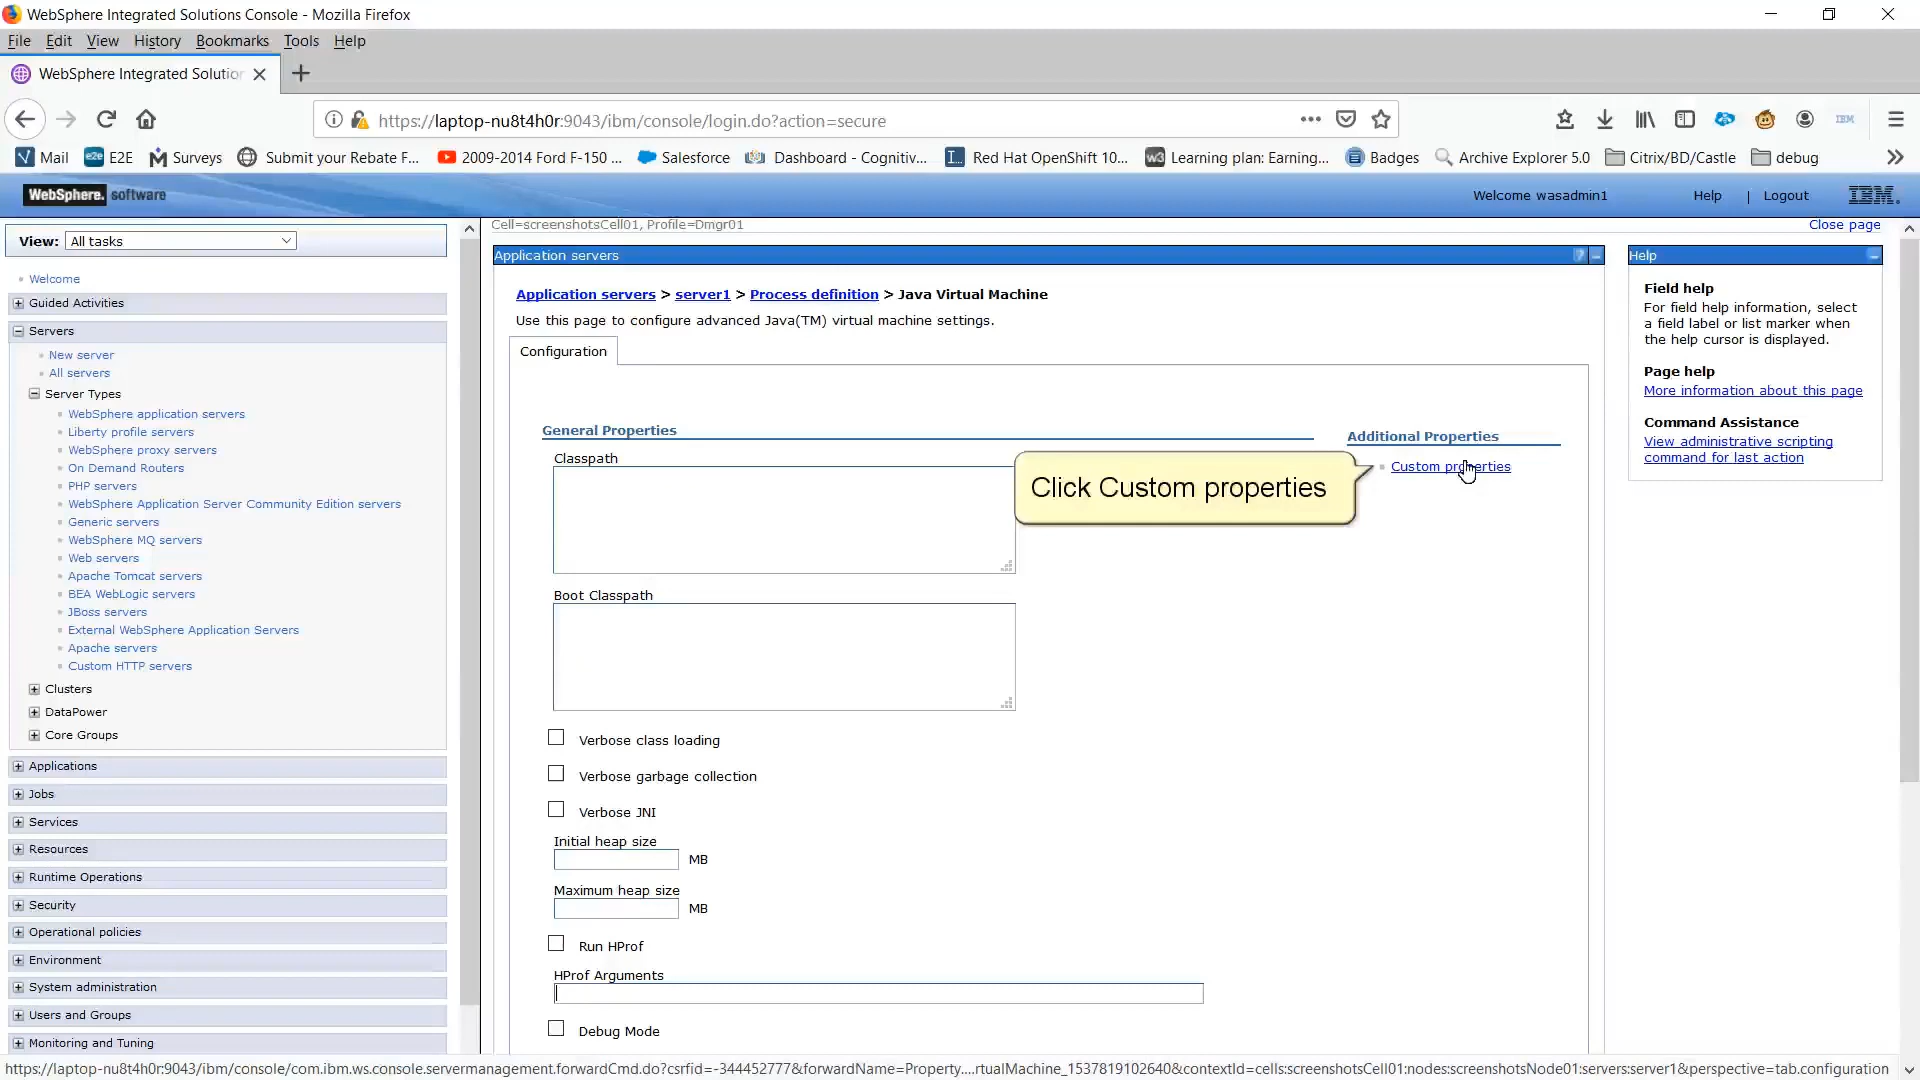 WebSphere Integrated Solutions Console - Mozilla Firefox
File Edit View History Bookmarks Tools Help
WebSphere Integrated Solution
https://laptop-nu8t4h0r:9043/ibm/console/login.do?action=secure
IBM
Mail E2E Surveys Submit your Rebate F... 2009-2014 Ford F-150 ... Salesforce Dashboard - Cognitiv... Red Hat OpenShift 10... Learning plan: Earning... Badges Archive Explorer 5.0 Citrix/BD/Castle debug
WebSphere. software Welcome wasadmin1 Help | Logout IBM.
Cell=screenshotsCell01, Profile=Dmgr01 Close page
View: All tasks
Welcome
Guided Activities
Servers
New server
All servers
Server Types
WebSphere application servers
Liberty profile servers
WebSphere proxy servers
On Demand Routers
PHP servers
WebSphere Application Server Community Edition servers
Generic servers
WebSphere MQ servers
Web servers
Apache Tomcat servers
BEA WebLogic servers
JBoss servers
External WebSphere Application Servers
Apache servers
Custom HTTP servers
Clusters
DataPower
Core Groups
Applications
Jobs
Services
Resources
Runtime Operations
Security
Operational policies
Environment
System administration
Users and Groups
Monitoring and Tuning
Application servers
Application servers > server1 > Process definition > Java Virtual Machine
Use this page to configure advanced Java(TM) virtual machine settings.
Configuration
General Properties
Classpath
Boot Classpath
Verbose class loading
Verbose garbage collection
Verbose JNI
Initial heap size
MB
Maximum heap size
MB
Run HProf
HProf Arguments
Debug Mode
Additional Properties
Custom properties
Click Custom properties
Help
Field help
For field help information, select
a field label or list marker when
the help cursor is displayed.
Page help
More information about this page
Command Assistance
View administrative scripting
command for last action
https://laptop-nu8t4h0r:9043/ibm/console/com.ibm.ws.console.servermanagement.forwardCmd.do?csrfid=-344452777&forwardName=Property....rtualMachine_1537819102640&contextId=cells:screenshotsCell01:nodes:screenshotsNode01:servers:server1&perspective=tab.configuration